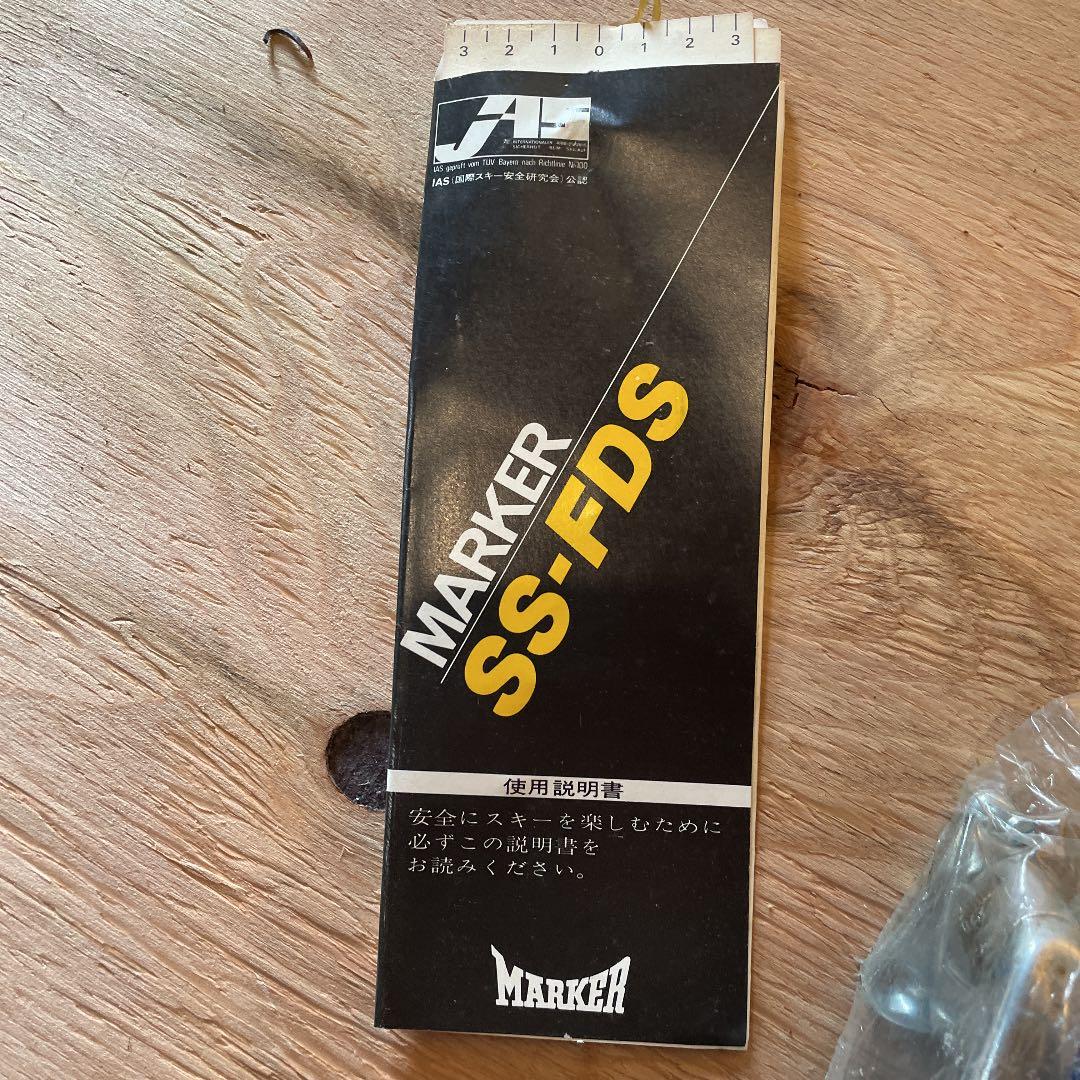 3 2 1 0 1 2 3
IAS
IAS geprüft vom TÜV Bayern nach Richtlinie Nr.100
IAS(国際スキー安全研究会)公認
MARKER
SS-FDS
使用説明書
安全にスキーを楽しむために
必ずこの説明書を
お読みください。
MARKER